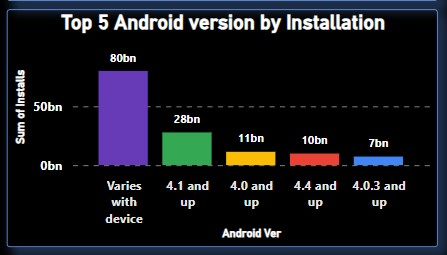 Top 5 Android version by Installation
80bn
28bn
11bn
10bn
7bn
Sum of Installs
50bn
0bn
Varies with device
4.1 and up
4.0 and up
4.4 and up
4.0.3 and up
Android Ver